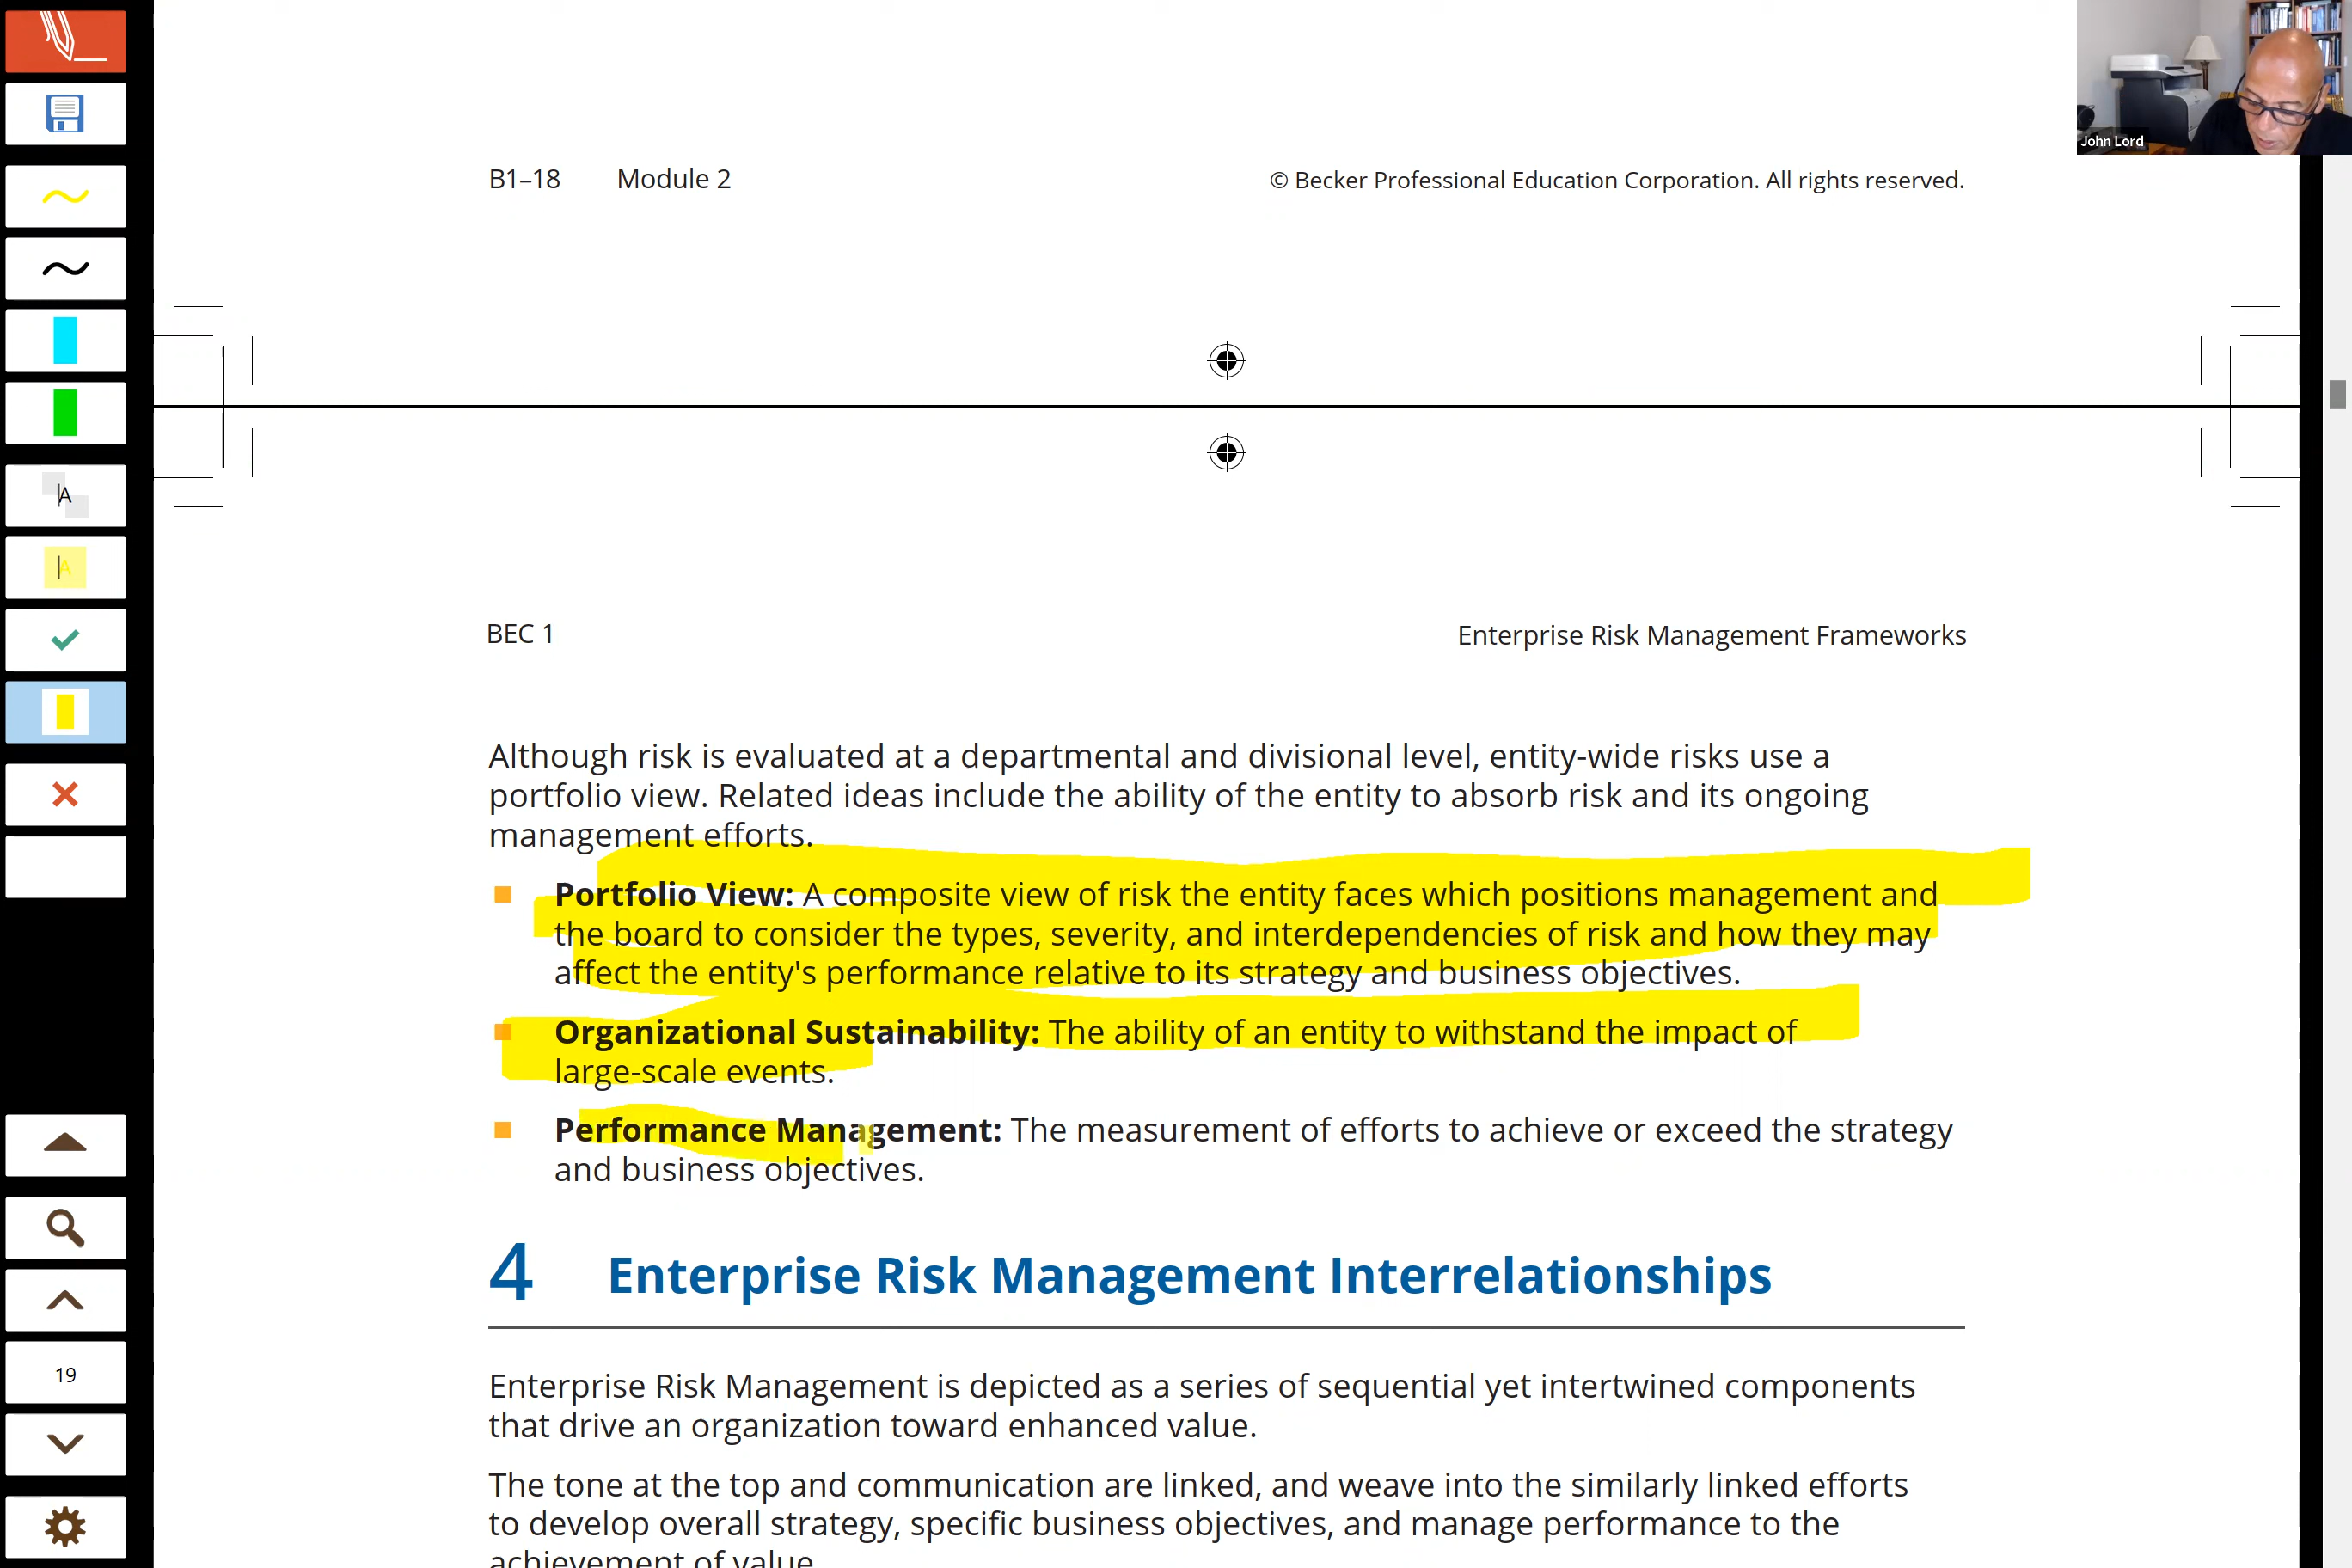 John Lord
B1–18 Module 2 © Becker Professional Education Corporation. All rights reserved.
BEC 1 Enterprise Risk Management Frameworks
Although risk is evaluated at a departmental and divisional level, entity-wide risks use a
portfolio view. Related ideas include the ability of the entity to absorb risk and its ongoing
management efforts.
Portfolio View: A composite view of risk the entity faces which positions management and
the board to consider the types, severity, and interdependencies of risk and how they may
affect the entity's performance relative to its strategy and business objectives.
Organizational Sustainability: The ability of an entity to withstand the impact of
large-scale events.
Performance Management: The measurement of efforts to achieve or exceed the strategy
and business objectives.
4 Enterprise Risk Management Interrelationships
Enterprise Risk Management is depicted as a series of sequential yet intertwined components
that drive an organization toward enhanced value.
The tone at the top and communication are linked, and weave into the similarly linked efforts
to develop overall strategy, specific business objectives, and manage performance to the
achievement of value.
A
A
19